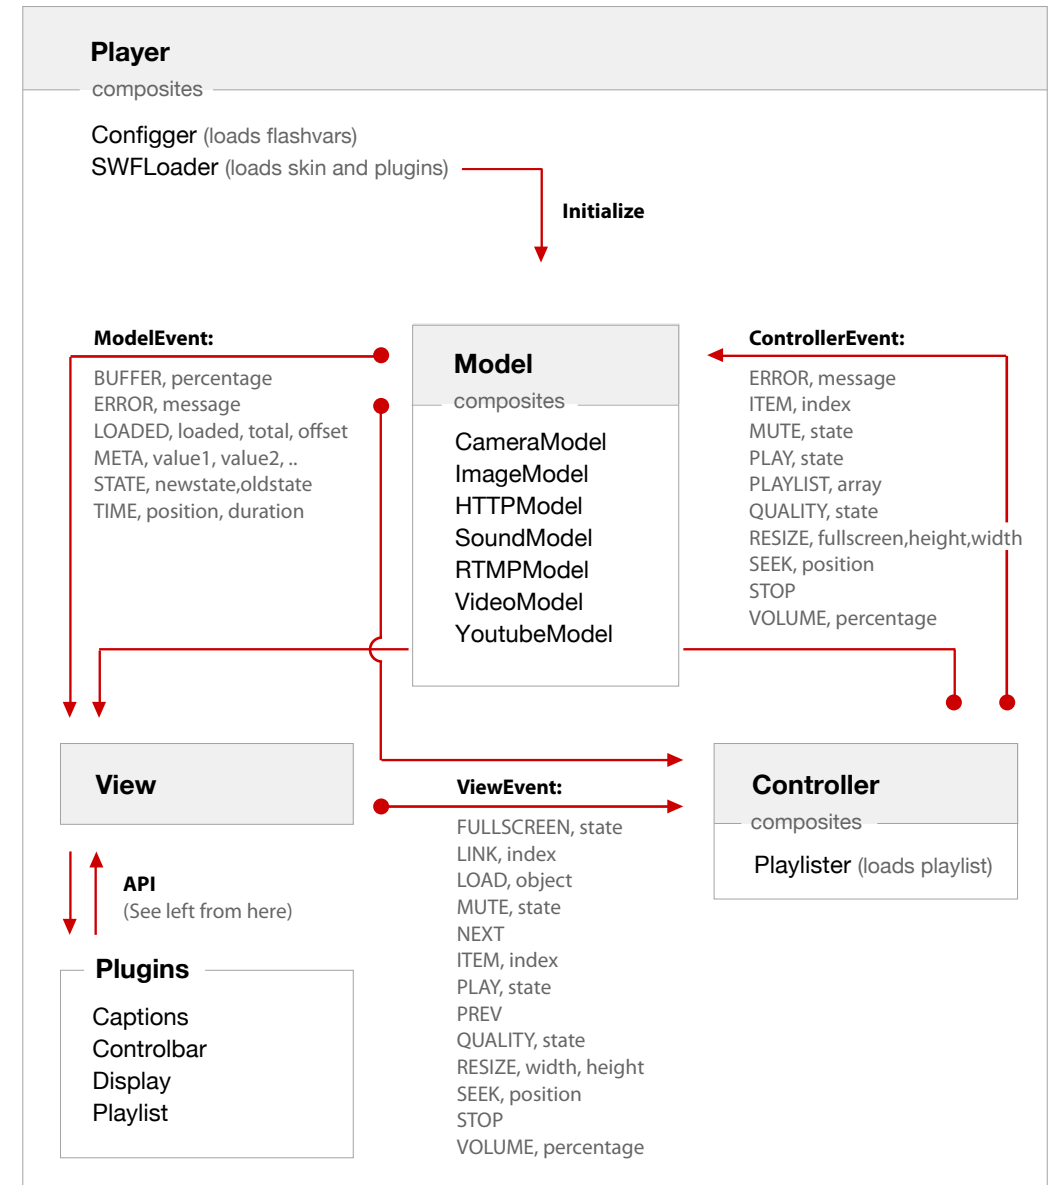 Player
composites
Configger (loads flashvars)
SWFLoader (loads skin and plugins)
Initialize
ModelEvent:
BUFFER, percentage
ERROR, message
LOADED, loaded, total, offset
META, value1, value2, ..
STATE, newstate,oldstate
TIME, position, duration
Model
composites
CameraModel
ImageModel
HTTPModel
SoundModel
RTMPModel
VideoModel
YoutubeModel
ControllerEvent:
ERROR, message
ITEM, index
MUTE, state
PLAY, state
PLAYLIST, array
QUALITY, state
RESIZE, fullscreen,height,width
SEEK, position
STOP
VOLUME, percentage
View
API
(See left from here)
Plugins
Captions
Controlbar
Display
Playlist
ViewEvent:
FULLSCREEN, state
LINK, index
LOAD, object
MUTE, state
NEXT
ITEM, index
PLAY, state
PREV
QUALITY, state
RESIZE, width, height
SEEK, position
STOP
VOLUME, percentage
Controller
composites
Playlister (loads playlist)